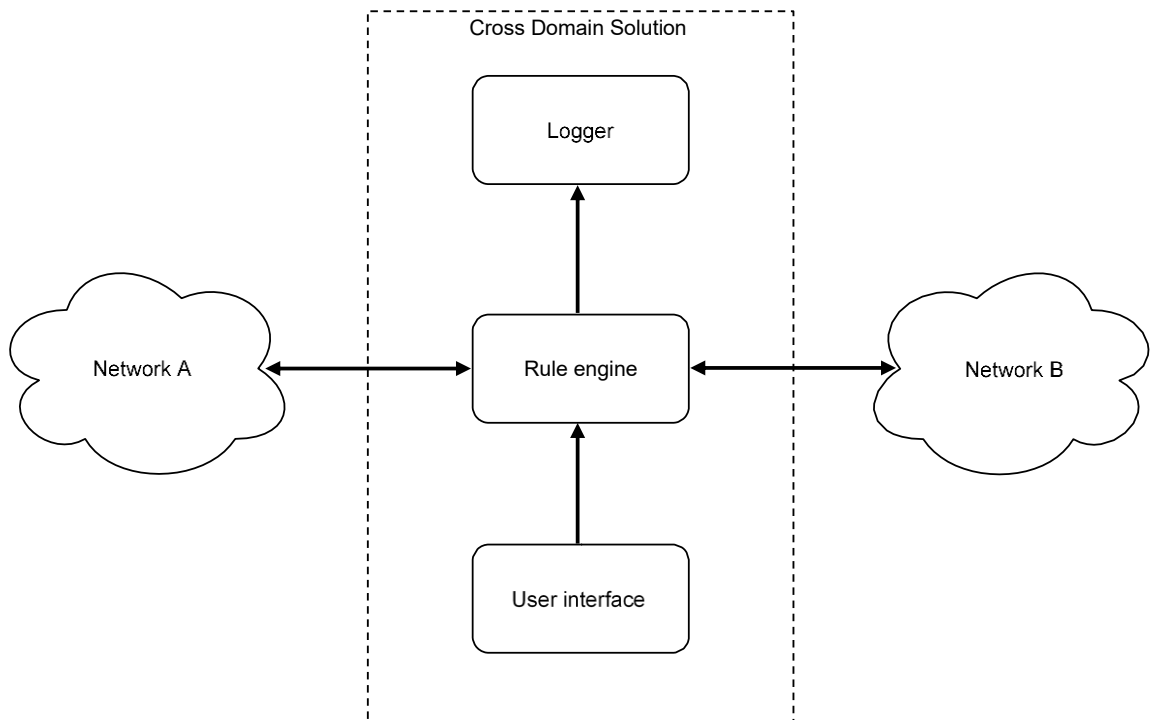 Cross Domain Solution
Logger
Network A
Rule engine
Network B
User interface